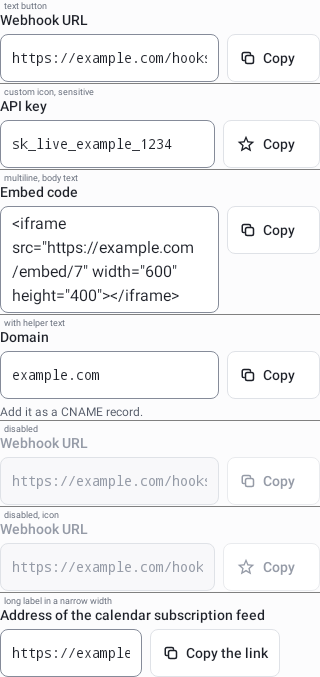 text button
Webhook URL
https://example.com/hooks Copy
custom icon, sensitive
API key
sk_live_example_1234 Copy
multiline, body text
Embed code
<iframe Copy
src="https://example.com
/embed/7" width="600"
height="400"></iframe>
with helper text
Domain
example.com Copy
Add it as a CNAME record.
disabled
Webhook URL
https://example.com/hooks Copy
disabled, icon
Webhook URL
https://example.com/hook Copy
long label in a narrow width
Address of the calendar subscription feed
https://example Copy the link